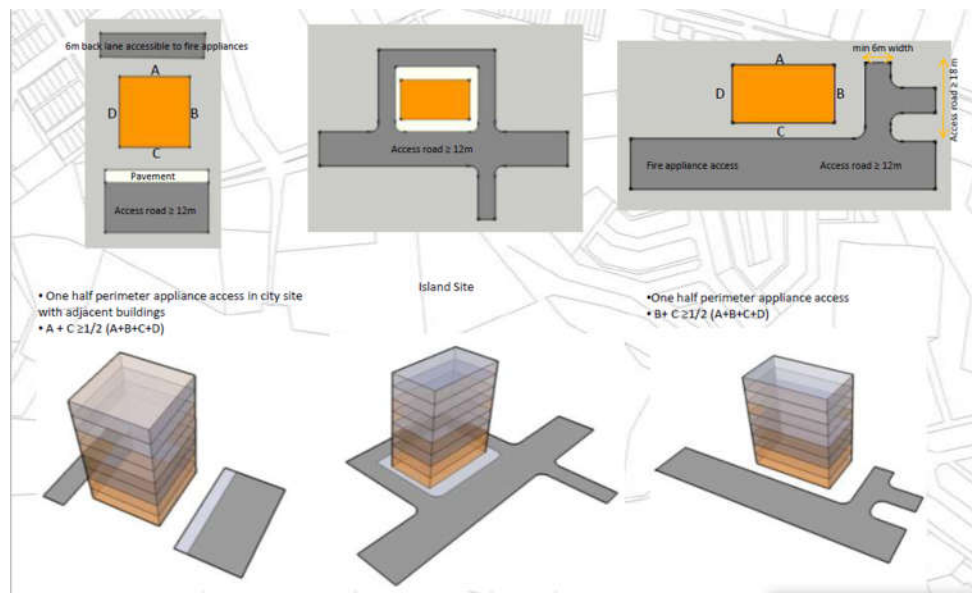 6m back lane accessible to fire appliances
A
D
B
C
Pavement
Access road ≥ 12m
• One half perimeter appliance access in city site
with adjacent buildings
• A + C ≥1/2 (A+B+C+D)
Access road ≥ 12m
Island Site
min 6m width
A
D
B
C
Access road ≥ 18m
Fire appliance access
Access road ≥ 12m
•One half perimeter appliance access
• B+ C ≥1/2 (A+B+C+D)